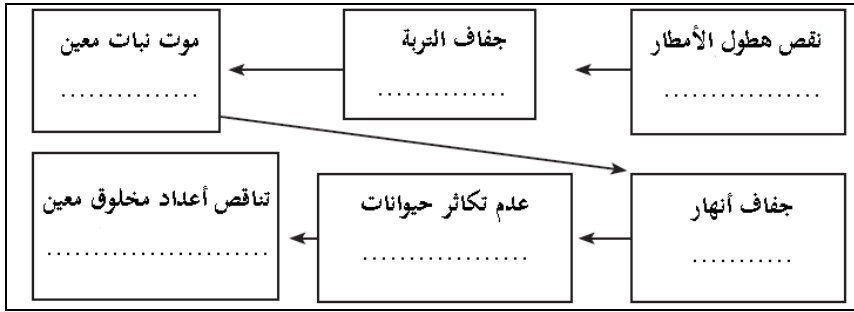 نقص هطول الأمطار
.................
جفاف التربة
..............
موت نبات معين
...............
جفاف أنهار
...........
عدم تكاثر حيوانات
..................
تناقص أعداد مخلوق معين
........................